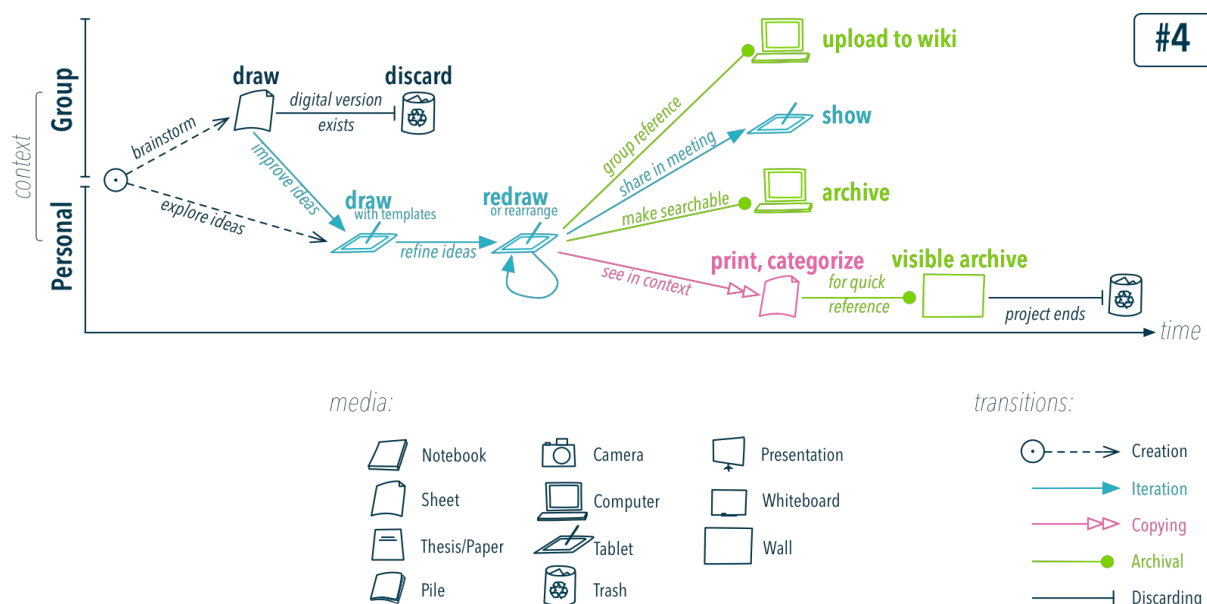 #4
context
Group
Personal
brainstorm
explore ideas
draw
digital version
exists
discard
improve ideas
draw
with templates
refine ideas
redraw
or rearrange
group reference
upload to wiki
share in meeting
show
make searchable
archive
see in context
print, categorize
for quick
reference
visible archive
project ends
time
media:
Notebook
Sheet
Thesis/Paper
Pile
Camera
Computer
Tablet
Trash
Presentation
Whiteboard
Wall
transitions:
Creation
Iteration
Copying
Archival
Discarding